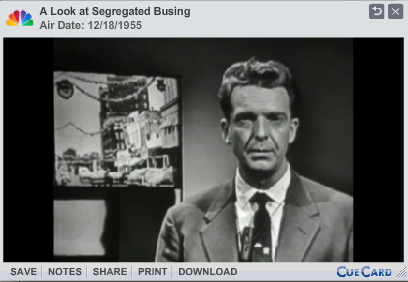 A Look at Segregated Busing
Air Date: 12/18/1955
SAVE NOTES SHARE PRINT DOWNLOAD CUECARD